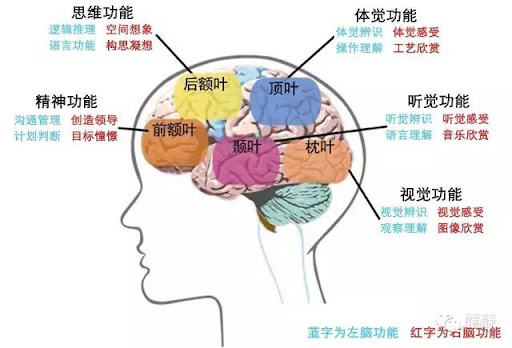 思维功能
逻辑推理 空间想象
语言功能 构思凝想
体觉功能
体觉辨识 体觉感受
操作理解 工艺欣赏
后额叶
顶叶
精神功能
沟通管理 创造领导
计划判断 目标憧憬
听觉功能
听觉辨识 听觉感受
语言理解 音乐欣赏
前额叶
颞叶
枕叶
视觉功能
视觉辨识 视觉感受
观察理解 图像欣赏
蓝字为左脑功能 红字为右脑功能